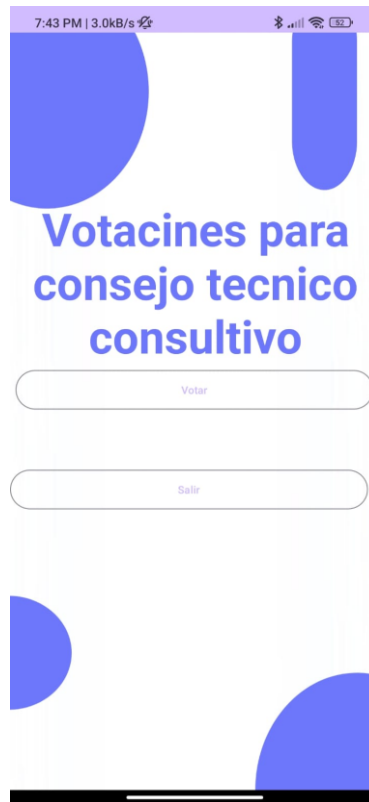 7:43 PM | 3.0kB/s 52
Votacines para
consejo tecnico
consultivo
Votar
Salir